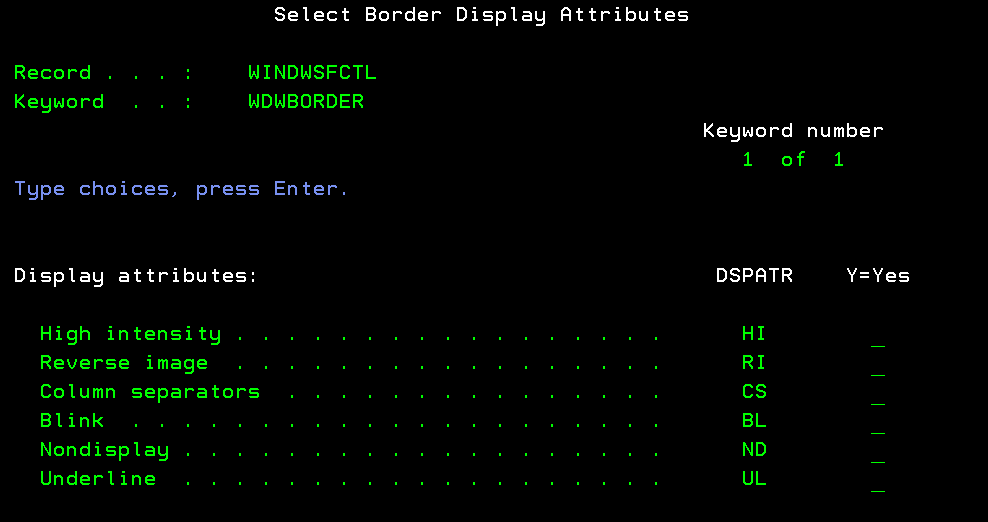 Select Border Display Attributes
Record . . . :    WINDWSFCTL
Keyword  . . :    WDWBORDER
Keyword number
1  of  1
Type choices, press Enter.
Display attributes:    DSPATR    Y=Yes
High intensity . . . . . . . . . . . . . . . . .    HI    _
Reverse image  . . . . . . . . . . . . . . . . .    RI    _
Column separators  . . . . . . . . . . . . . . .    CS    _
Blink  . . . . . . . . . . . . . . . . . . . . .    BL    _
Nondisplay . . . . . . . . . . . . . . . . . . .    ND    _
Underline  . . . . . . . . . . . . . . . . . . .    UL    _